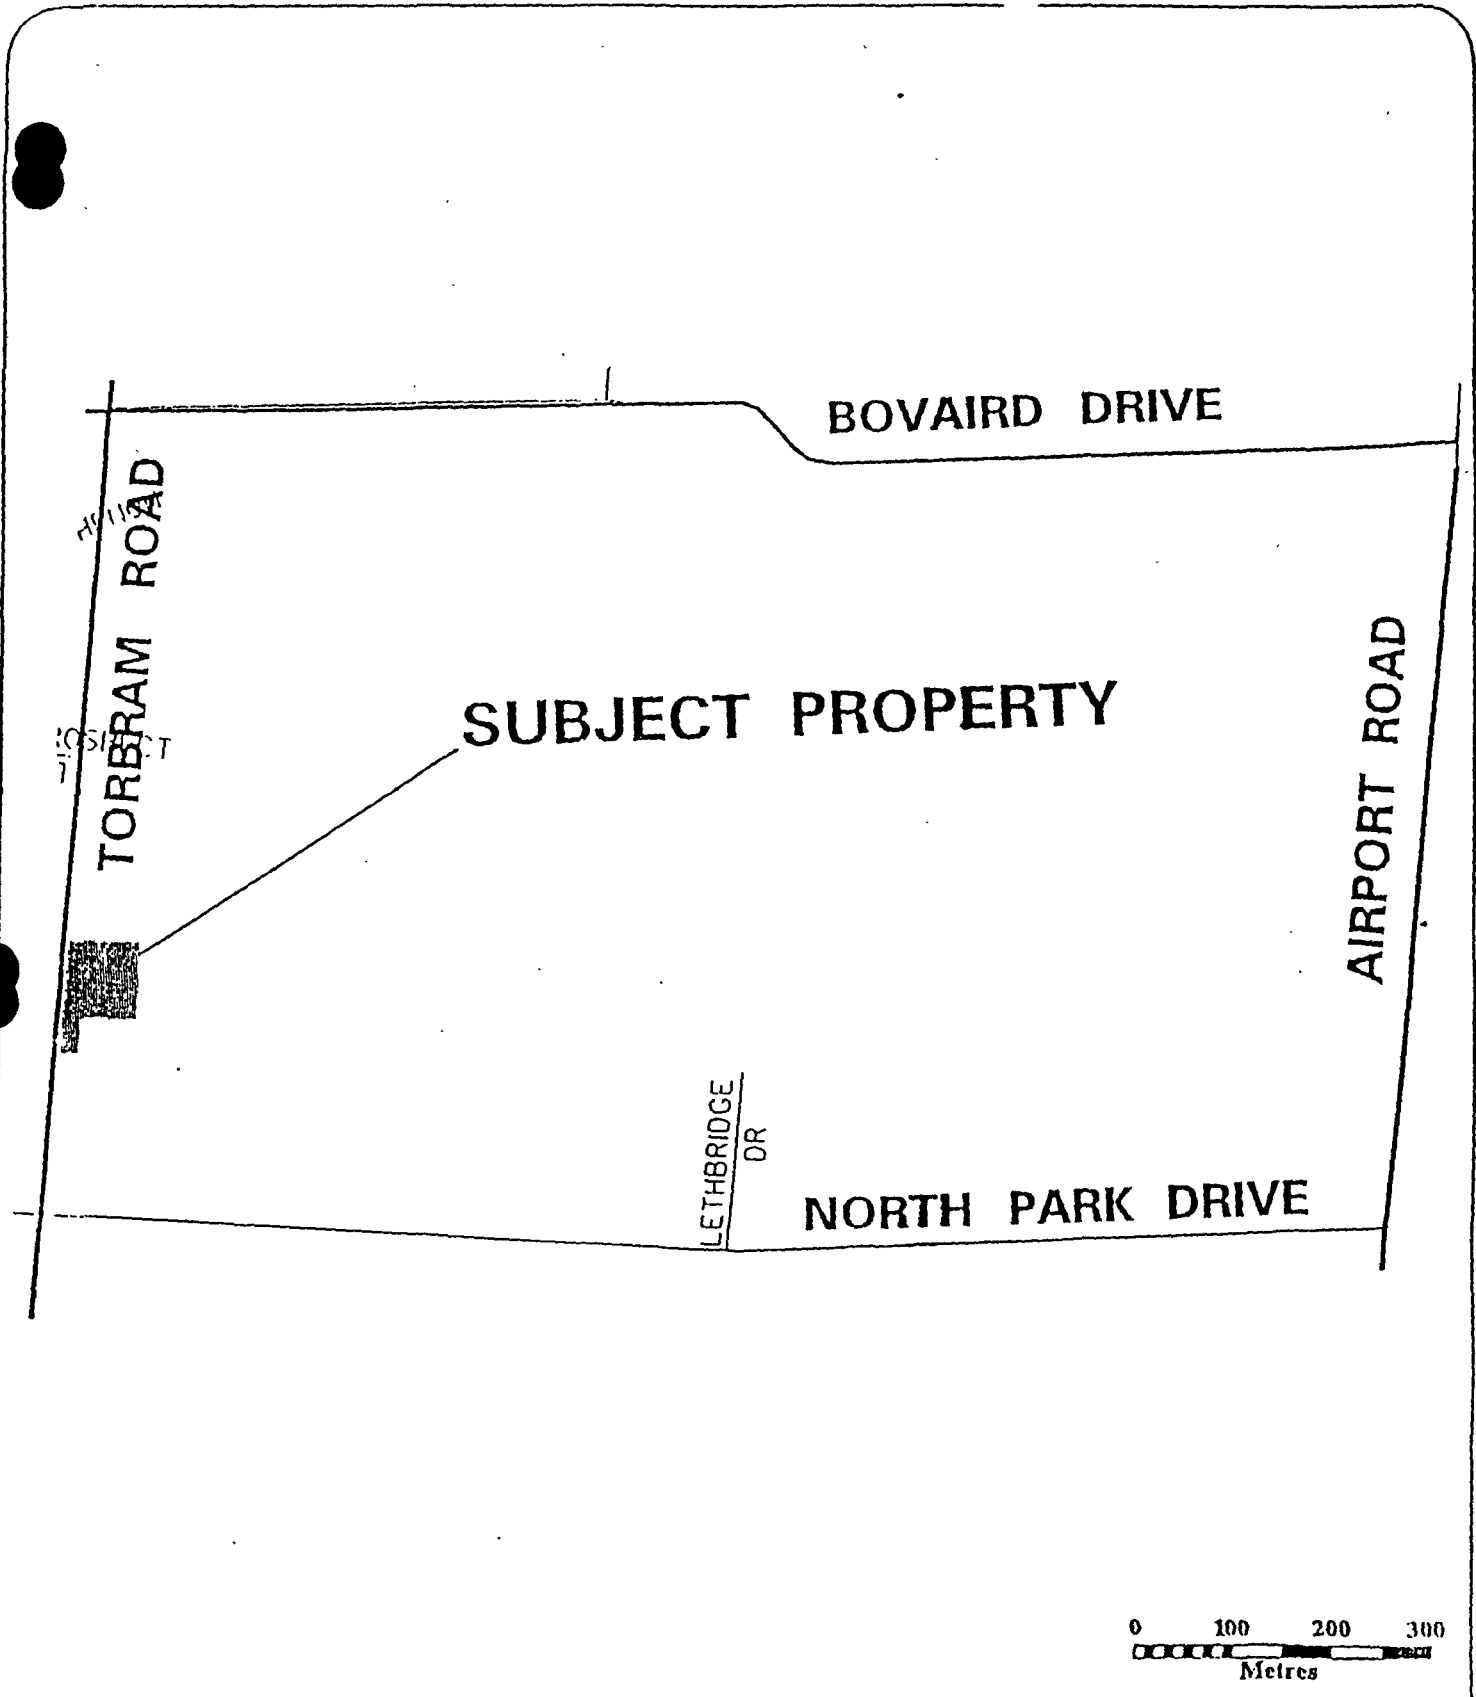 BOVAIRD DRIVE
TORBRAM ROAD
SUBJECT PROPERTY
AIRPORT ROAD
LETHBRIDGE
DR
NORTH PARK DRIVE
0 100 200 300
Metres